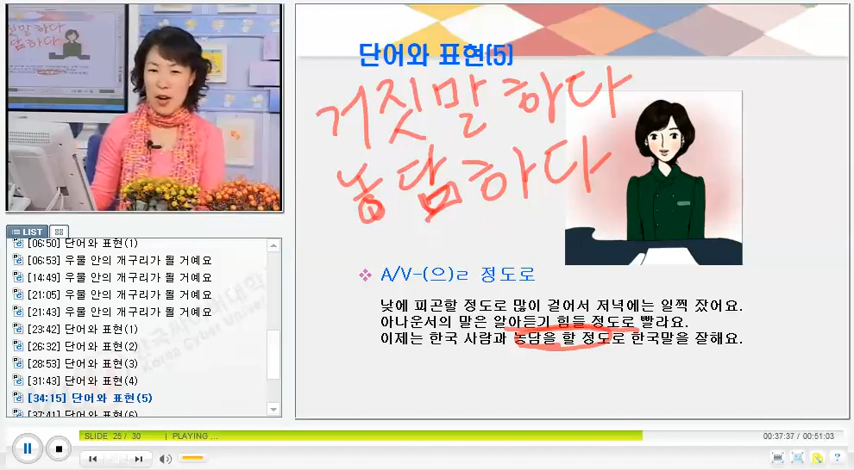 단어와 표현(5)
거짓말하다
농담하다
A/V-(으)ㄹ 정도로
낮에 피곤할 정도로 많이 걸어서 저녁에는 일찍 잤어요.
아나운서의 말은 알아듣기 힘들 정도로 빨라요.
이제는 한국 사람과 농담을 할 정도로 한국말을 잘해요.
LIST
[06:50] 단어와 표현(1)
[06:53] 우물 안의 개구리가 될 거예요
[14:49] 우물 안의 개구리가 될 거예요
[21:05] 우물 안의 개구리가 될 거예요
[21:43] 우물 안의 개구리가 될 거예요
[23:42] 단어와 표현(1)
[26:32] 단어와 표현(2)
[28:53] 단어와 표현(3)
[31:43] 단어와 표현(4)
[34:15] 단어와 표현(5)
[37:41] 단어와 표현(6)
SLIDE 25 / 30 | PLAYING ...
00:37:37 / 00:51:03